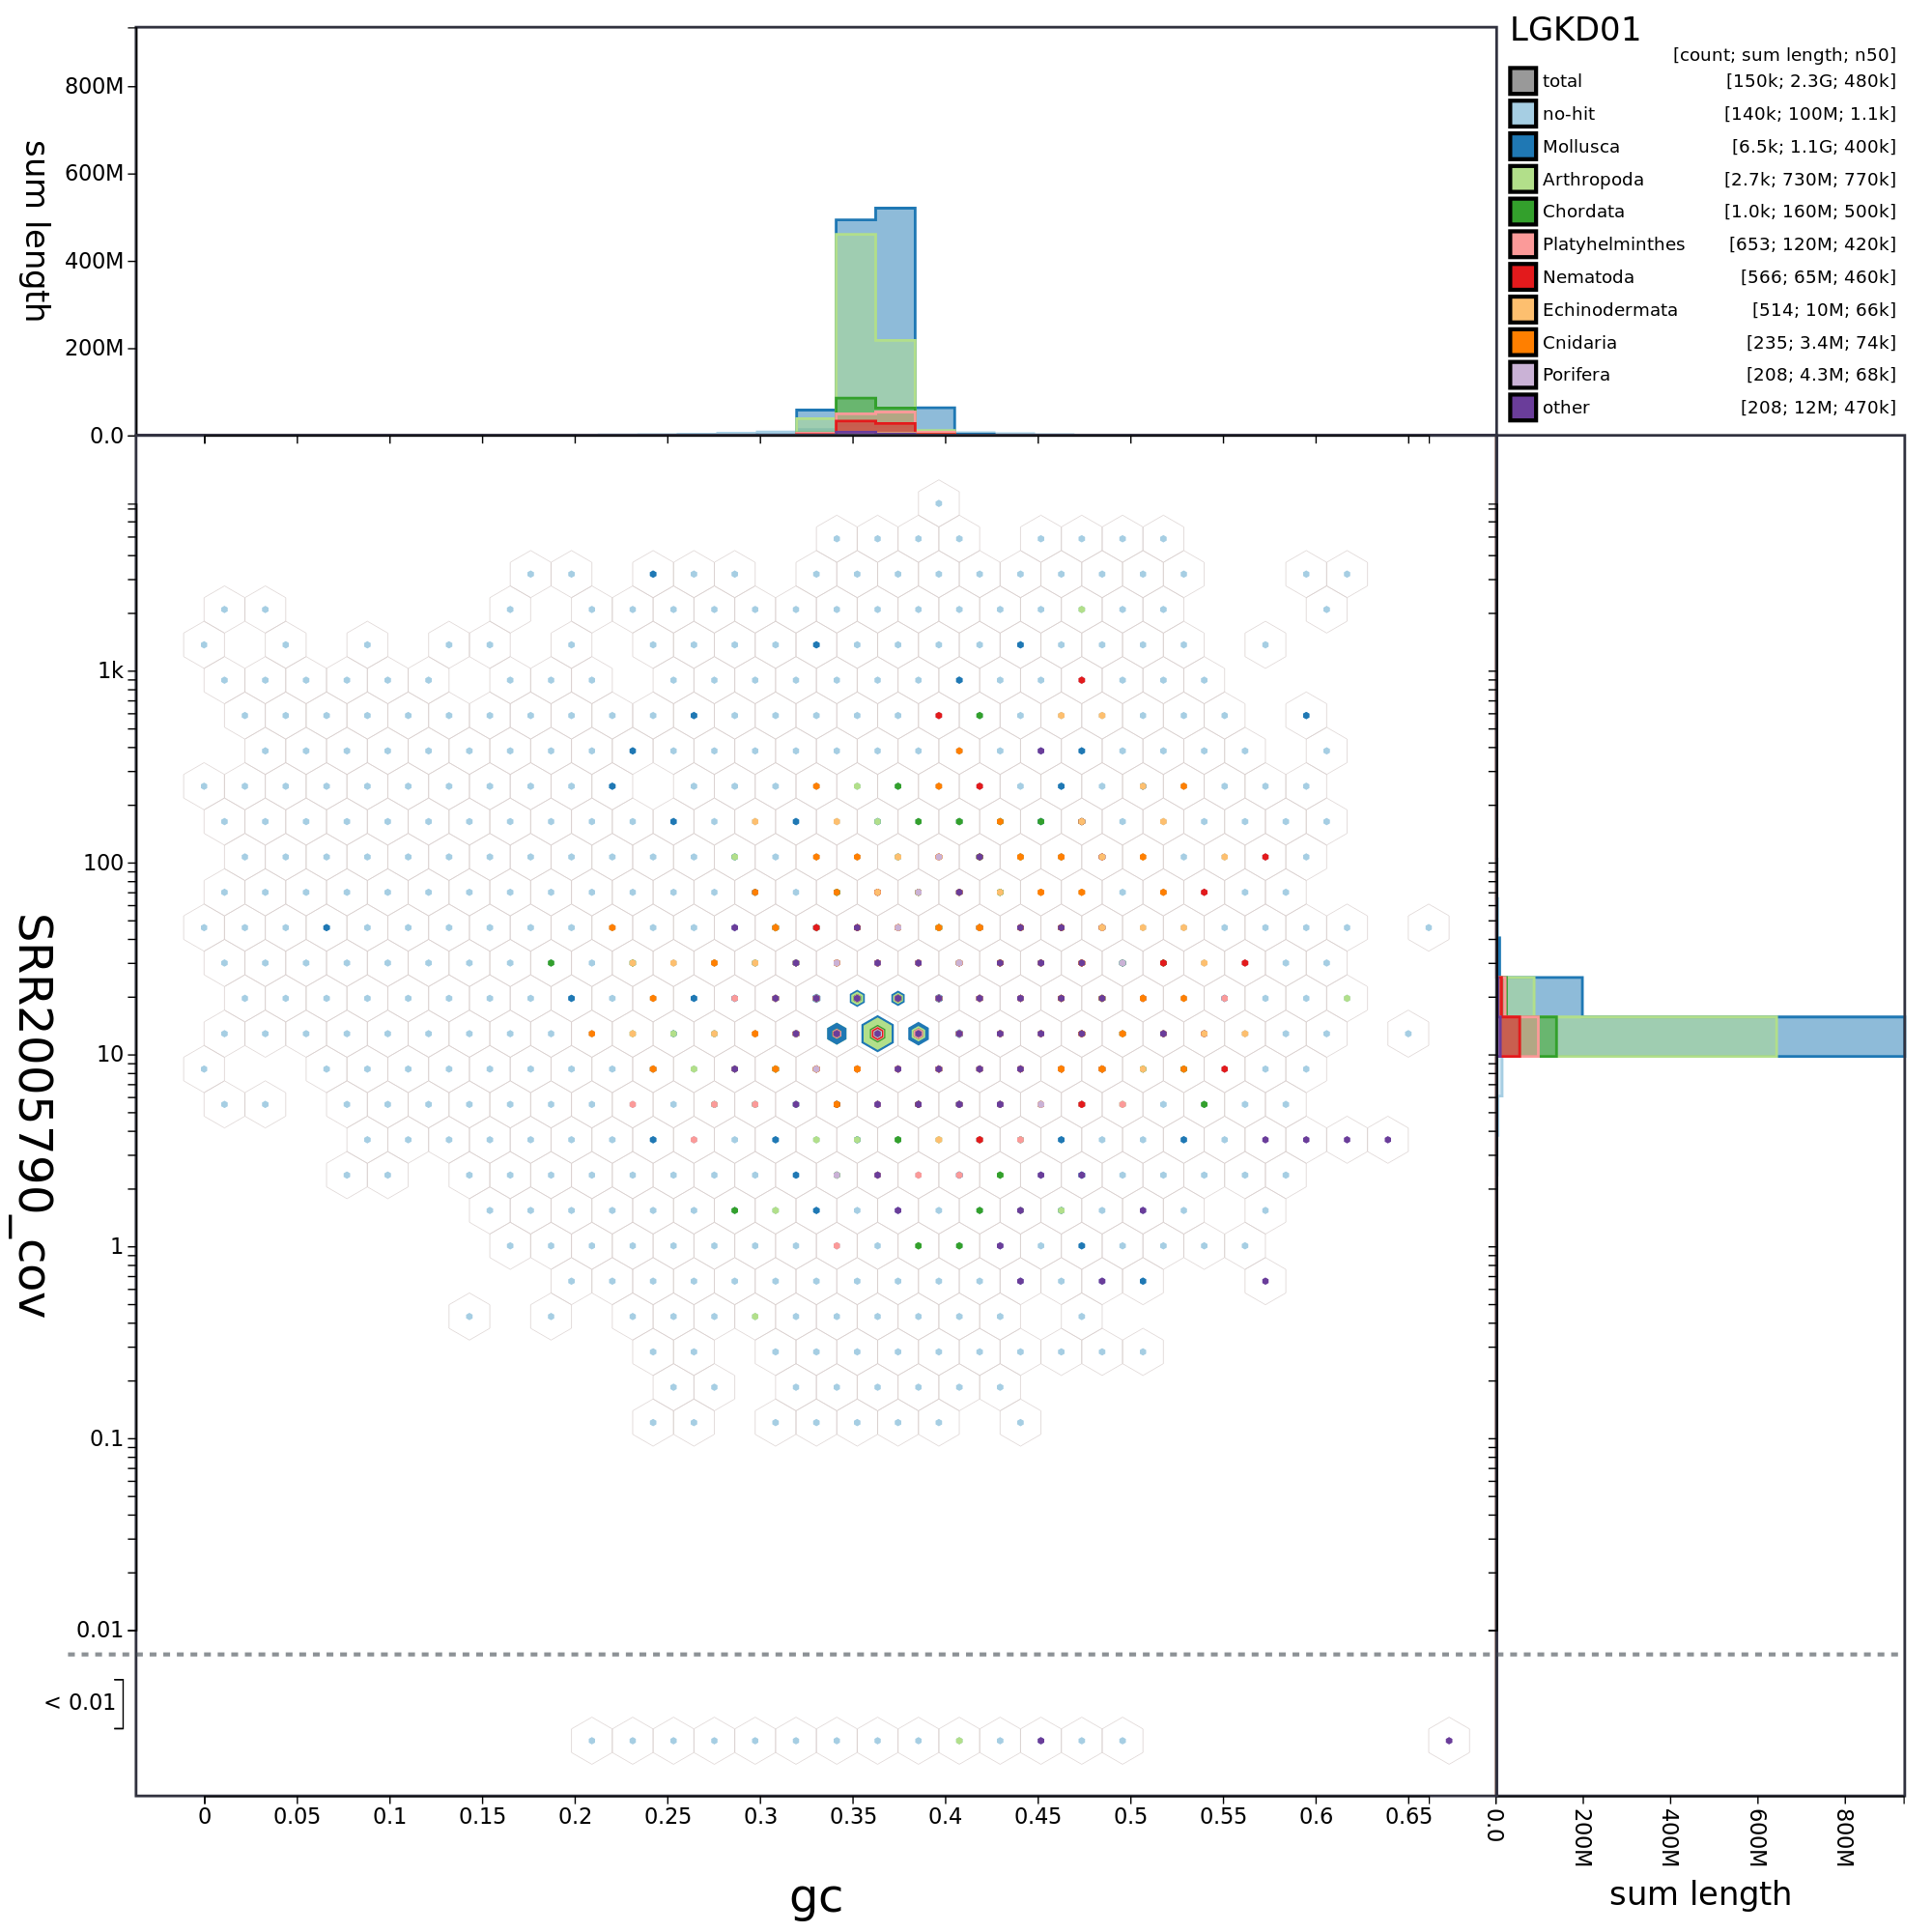 LGKD01
[count; sum length; n50]
total [150k; 2.3G; 480k]
no-hit [140k; 100M; 1.1k]
Mollusca [6.5k; 1.1G; 400k]
Arthropoda [2.7k; 730M; 770k]
Chordata [1.0k; 160M; 500k]
Platyhelminthes [653; 120M; 420k]
Nematoda [566; 65M; 460k]
Echinodermata [514; 10M; 66k]
Cnidaria [235; 3.4M; 74k]
Porifera [208; 4.3M; 68k]
other [208; 12M; 470k]
sum length
800M
600M
400M
200M
0.0
SRR2005790_cov
1k
100
10
1
0.1
0.01
< 0.01
0 0.05 0.1 0.15 0.2 0.25 0.3 0.35 0.4 0.45 0.5 0.55 0.6 0.65
gc
0.0 200M 400M 600M 800M
sum length